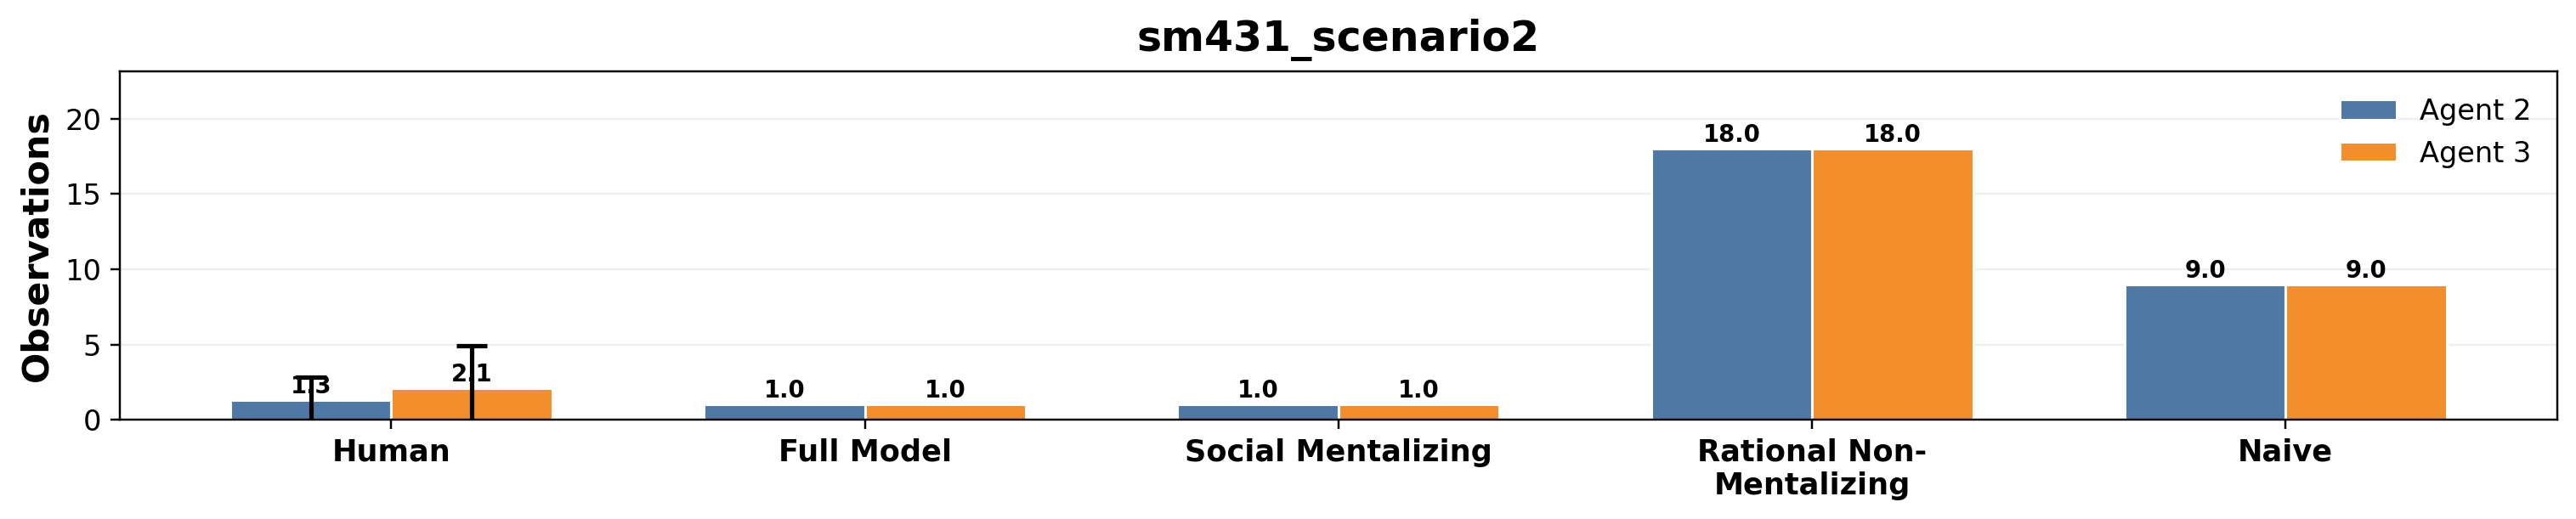 sm431_scenario2
Observations
20
15
10
5
0
Agent 2
Agent 3
1.3
2.1
1.0
1.0
1.0
1.0
18.0
18.0
9.0
9.0
Human
Full Model
Social Mentalizing
Rational Non-
Mentalizing
Naive